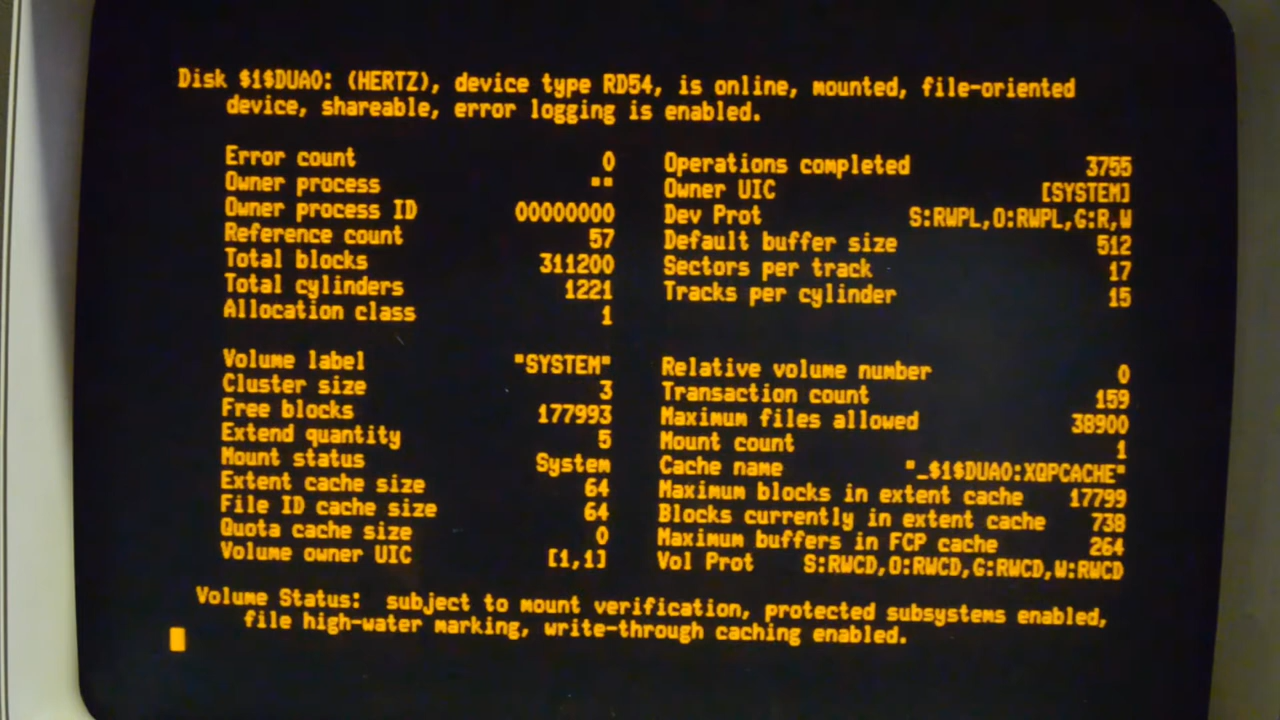 Disk $1$DUA0: (HERTZ), device type RD54, is online, mounted, file-oriented
device, shareable, error logging is enabled.
Error count 0 Operations completed 3755
Owner process "" Owner UIC [SYSTEM]
Owner process ID 00000000 Dev Prot S:RWPL,O:RWPL,G:R,W
Reference count 57 Default buffer size 512
Total blocks 311200 Sectors per track 17
Total cylinders 1221 Tracks per cylinder 15
Allocation class 1
Volume label "SYSTEM" Relative volume number 0
Cluster size 3 Transaction count 159
Free blocks 177993 Maximum files allowed 38900
Extend quantity 5 Mount count 1
Mount status System Cache name "_$1$DUA0:XQPCACHE"
Extent cache size 64 Maximum blocks in extent cache 17799
File ID cache size 64 Blocks currently in extent cache 738
Quota cache size 0 Maximum buffers in FCP cache 264
Volume owner UIC [1,1] Vol Prot S:RWCD,O:RWCD,G:RWCD,W:RWCD
Volume Status: subject to mount verification, protected subsystems enabled,
file high-water marking, write-through caching enabled.